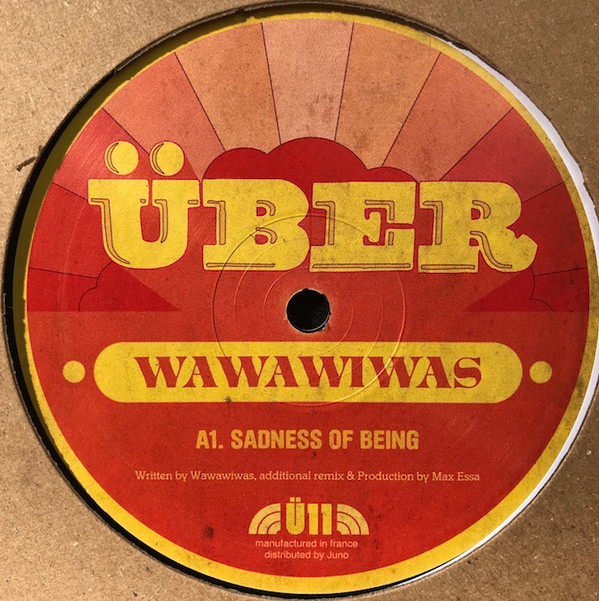 ÜBER
WAWAWIWAS
A1. SADNESS OF BEING
Written by Wawawiwas, additional remix & Production by Max Essa
Ü11
manufactured in france
distributed by Juno